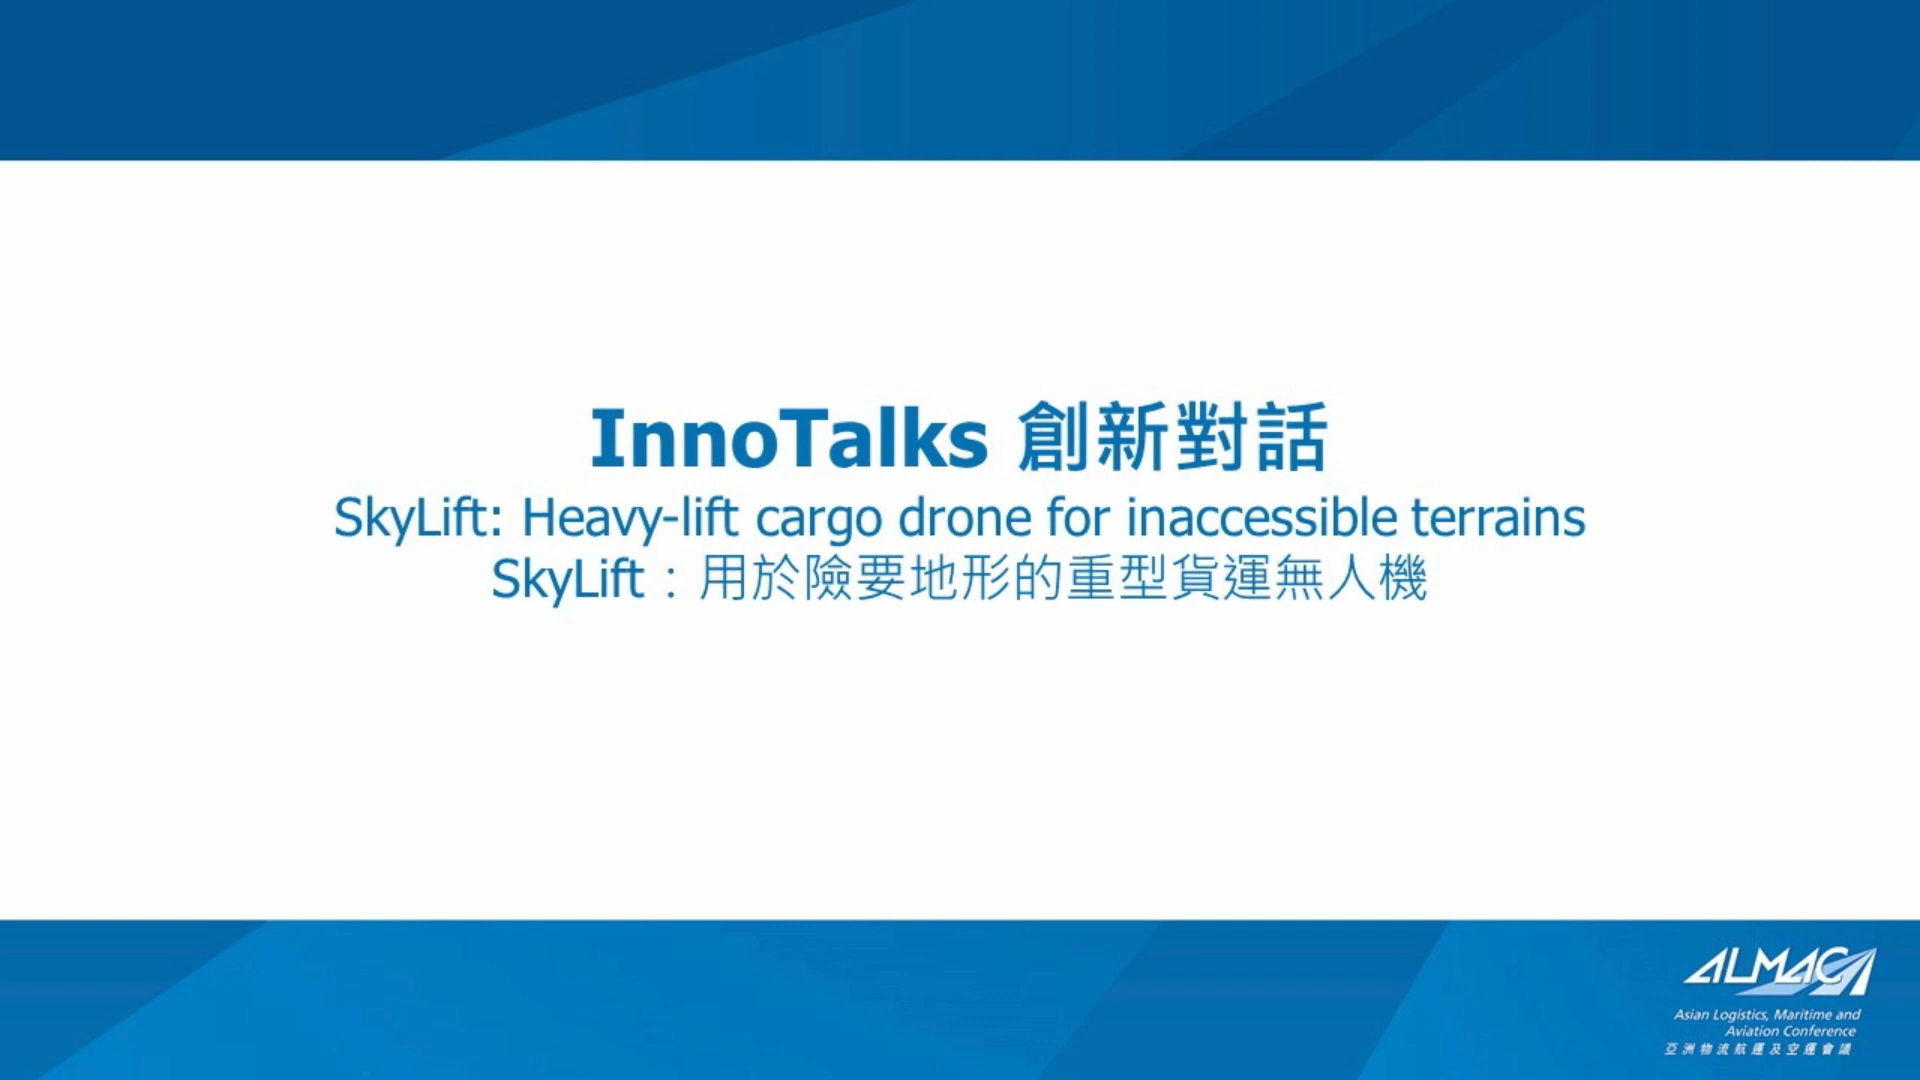 InnoTalks 創新對話
SkyLift: Heavy-lift cargo drone for inaccessible terrains
SkyLift：用於險要地形的重型貨運無人機
ALMAC
Asian Logistics, Maritime and
Aviation Conference
亞洲物流航運及空運會議